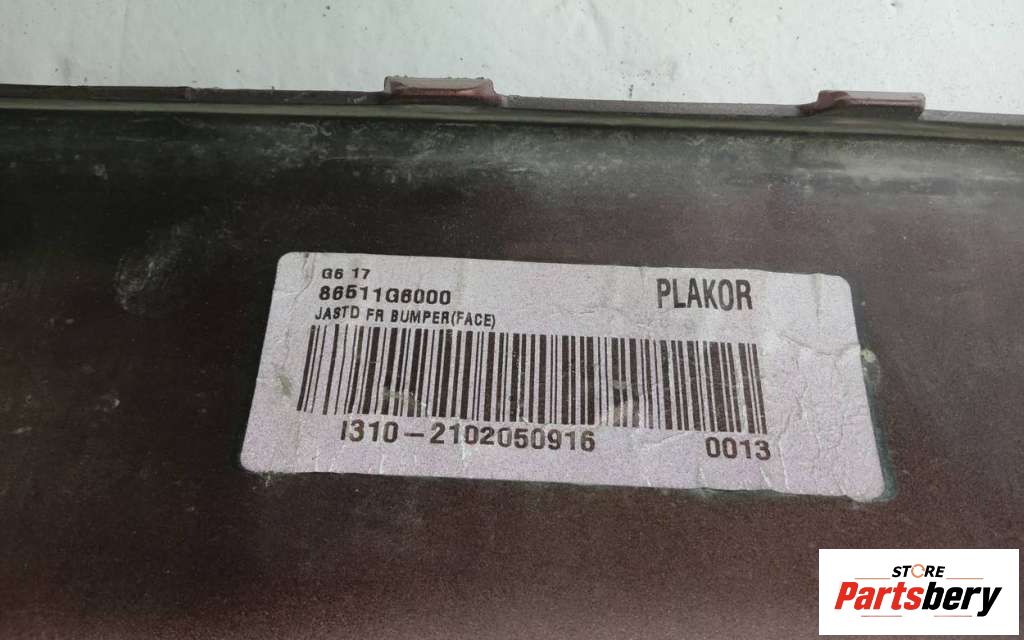 G6 17
86511G6000
PLAKOR
JASTD FR BUMPER(FACE)
I310-2102050916
0013
STORE
Partsbery